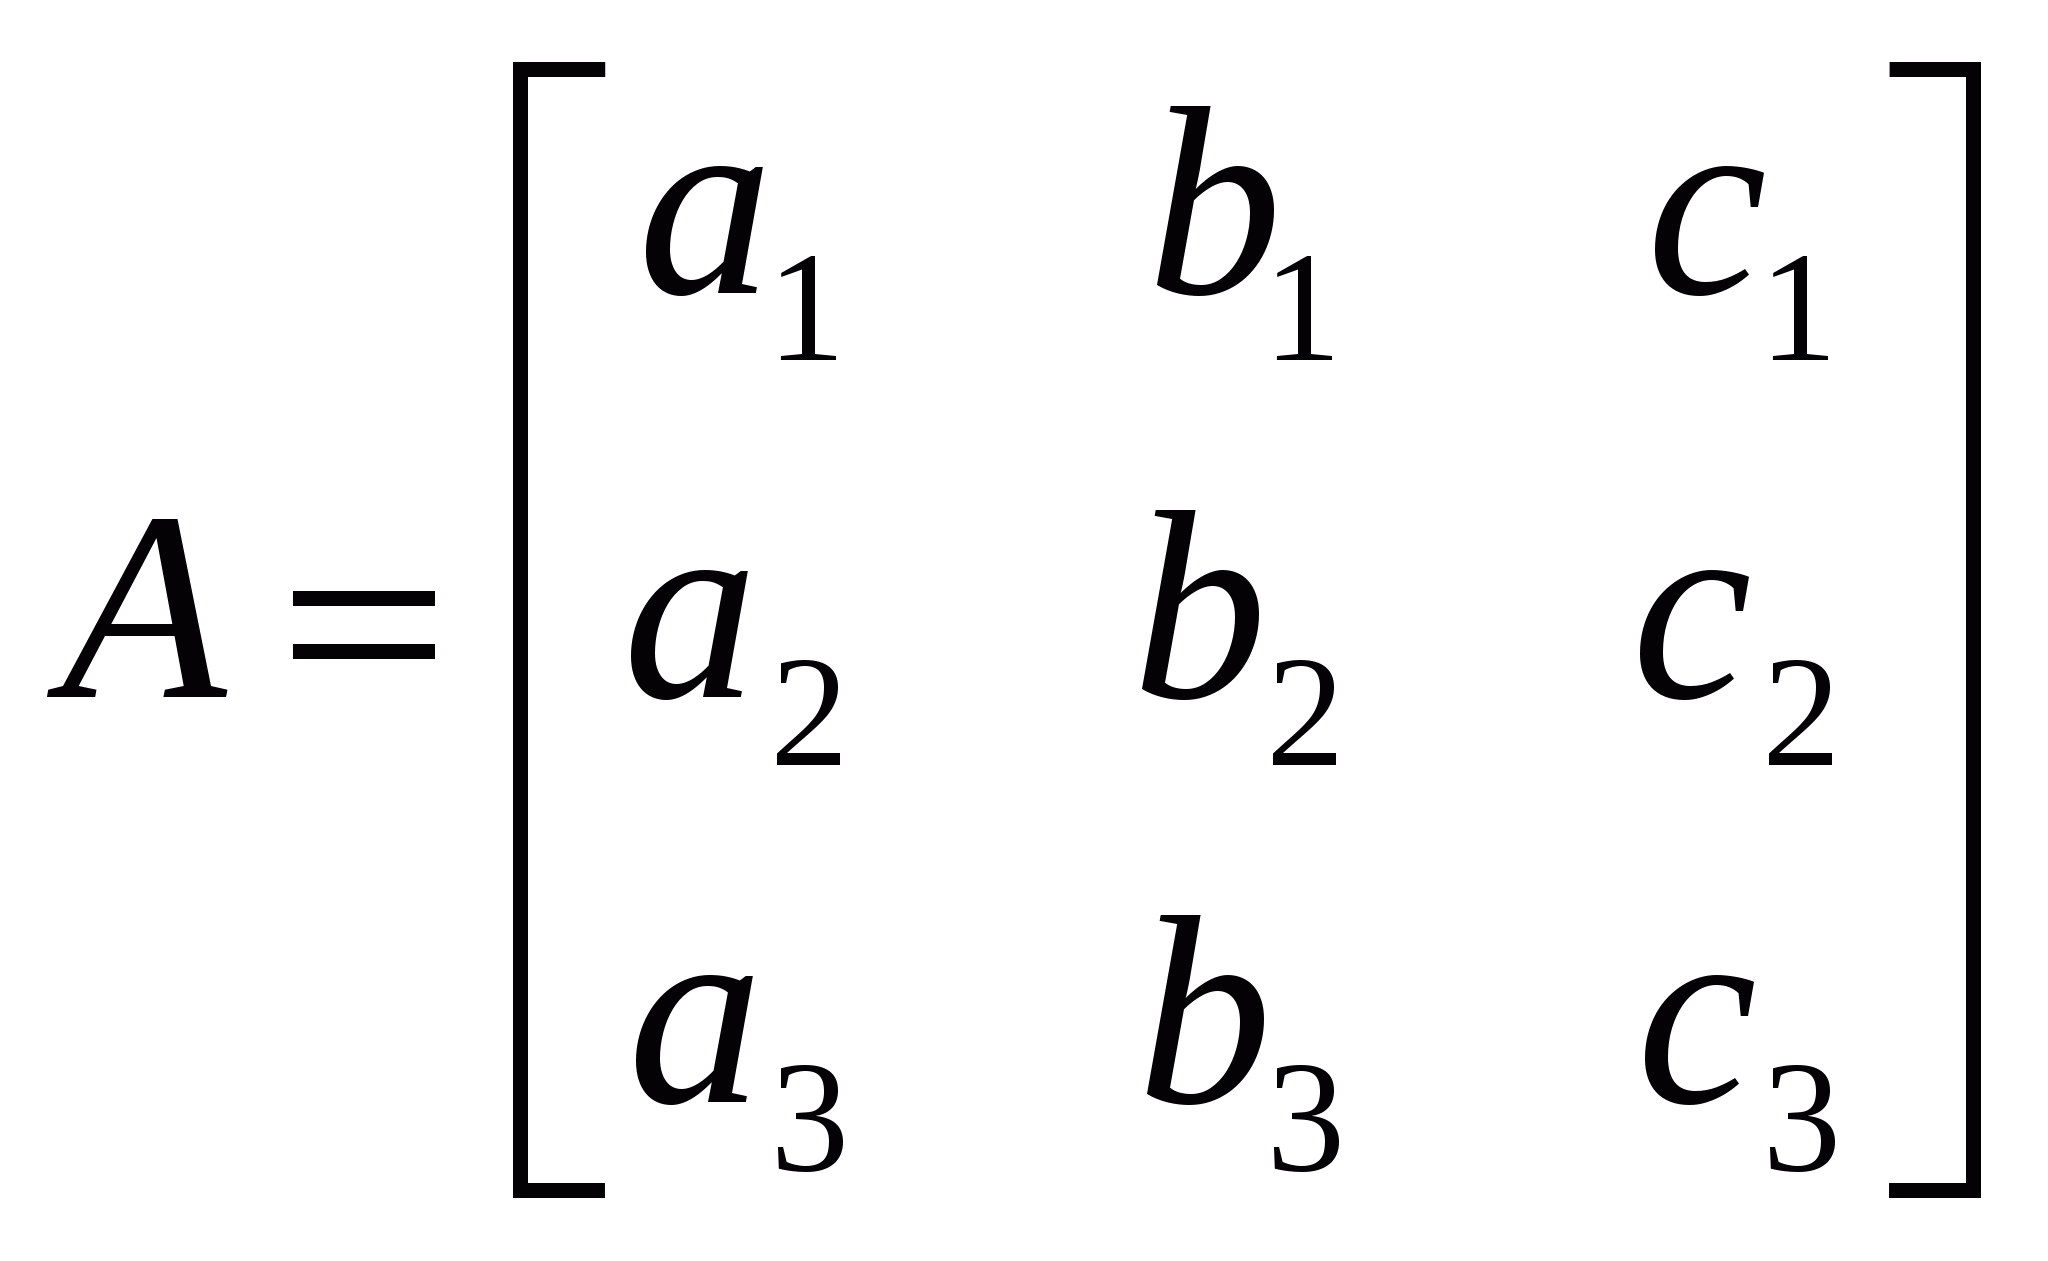 a₁ b₁ c₁
A = a₂ b₂ c₂
a₃ b₃ c₃